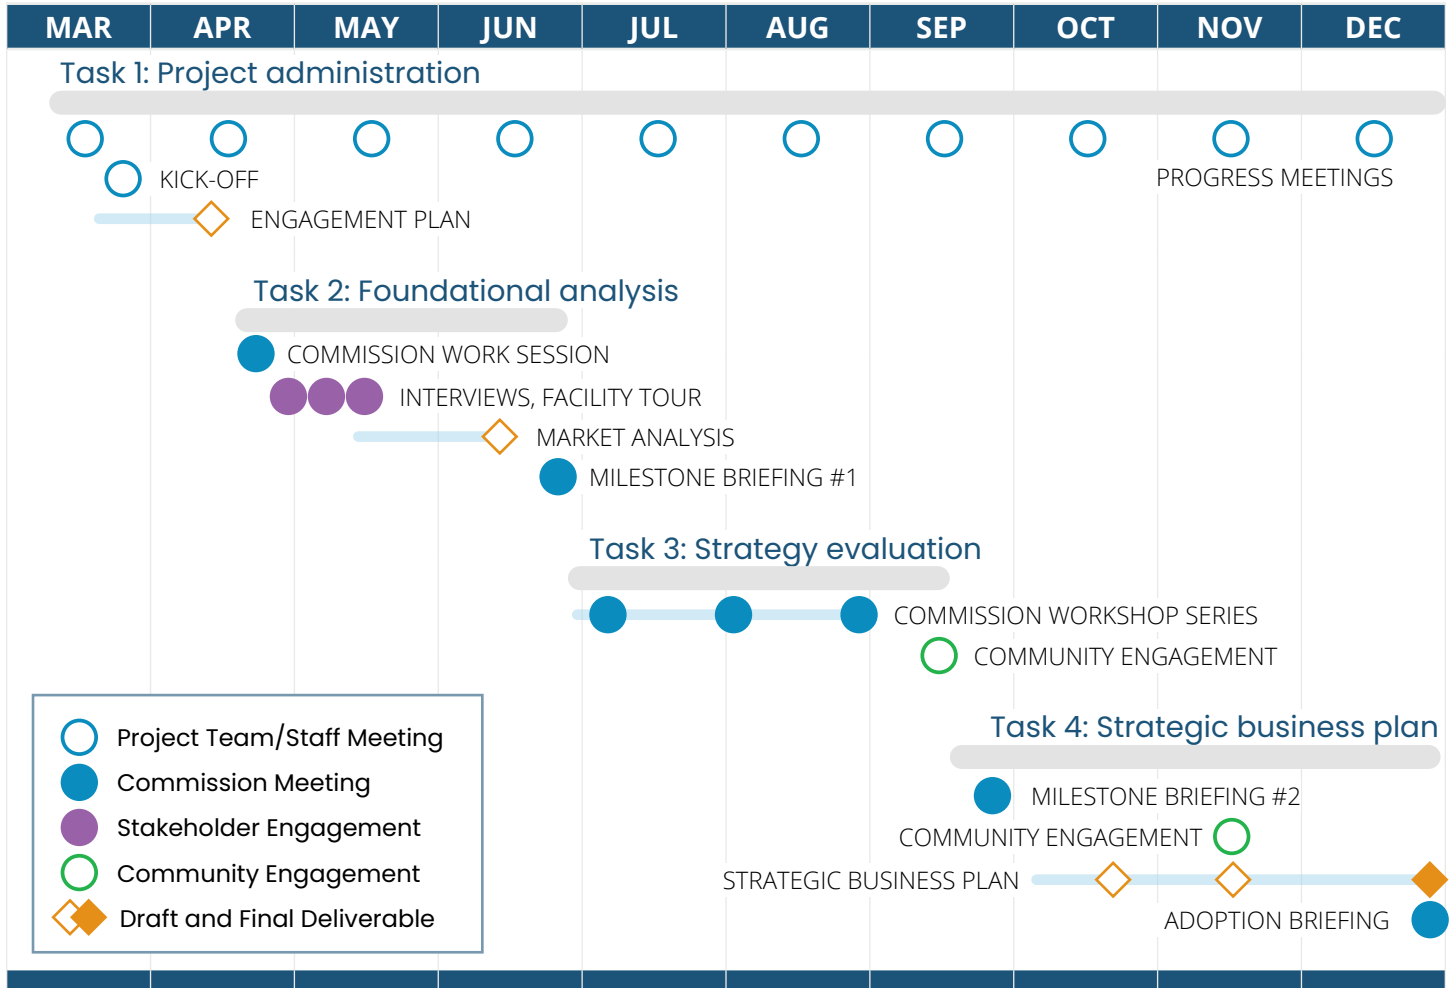 MAR APR MAY JUN JUL AUG SEP OCT NOV DEC
Task 1: Project administration
KICK-OFF
PROGRESS MEETINGS
ENGAGEMENT PLAN
Task 2: Foundational analysis
COMMISSION WORK SESSION
INTERVIEWS, FACILITY TOUR
MARKET ANALYSIS
MILESTONE BRIEFING #1
Task 3: Strategy evaluation
COMMISSION WORKSHOP SERIES
COMMUNITY ENGAGEMENT
Task 4: Strategic business plan
MILESTONE BRIEFING #2
COMMUNITY ENGAGEMENT
STRATEGIC BUSINESS PLAN
ADOPTION BRIEFING
Project Team/Staff Meeting
Commission Meeting
Stakeholder Engagement
Community Engagement
Draft and Final Deliverable